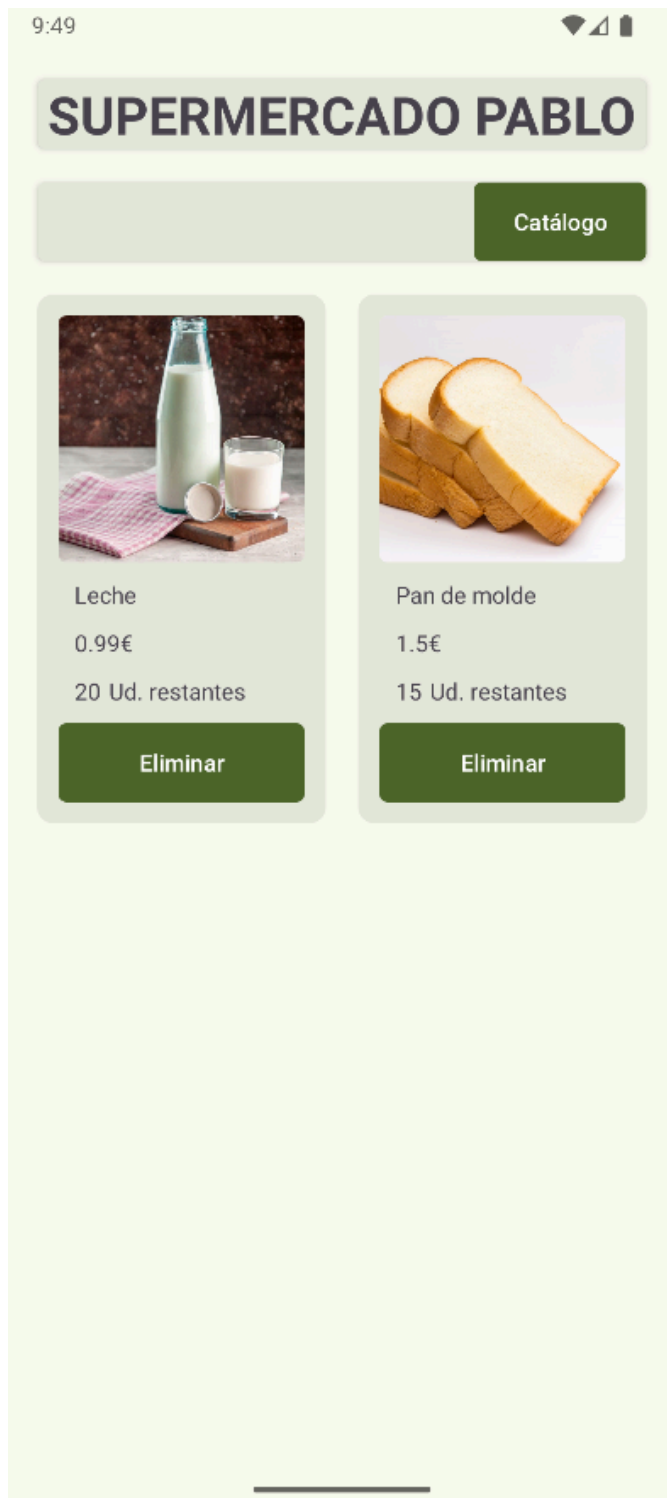 9:49
SUPERMERCADO PABLO
Catálogo
Leche
0.99€
20 Ud. restantes
Eliminar
Pan de molde
1.5€
15 Ud. restantes
Eliminar